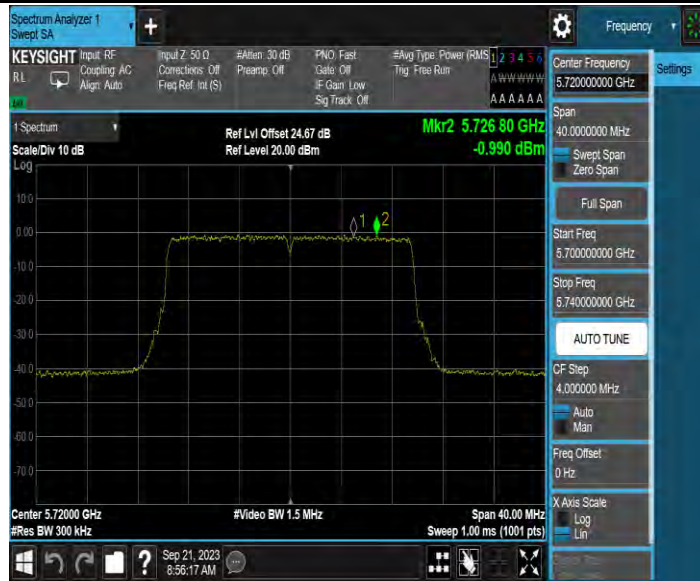 Spectrum Analyzer 1
Swept SA
Frequency
KEYSIGHT
RL
Input: RF
Coupling: AC
Align: Auto
Input Z: 50 Ω
Corrections: Off
Freq Ref: Int (S)
#Atten: 30 dB
Preamp: Off
PNO: Fast
Gate: Off
IF Gain: Low
Sig Track: Off
#Avg Type: Power (RMS
Trig: Free Run
1 2 3 4 5 6
A W W W W W
A A A A A A
1 Spectrum
Scale/Div 10 dB
Log
Ref Lvl Offset 24.67 dB
Ref Level 20.00 dBm
Mkr2 5.726 80 GHz
-0.990 dBm
10.0
0.00
-10.0
-20.0
-30.0
-40.0
-50.0
-60.0
-70.0
1
2
Center 5.72000 GHz
#Res BW 300 kHz
#Video BW 1.5 MHz
Span 40.00 MHz
Sweep 1.00 ms (1001 pts)
Sep 21, 2023
8:56:17 AM
Center Frequency
5.720000000 GHz
Settings
Span
40.0000000 MHz
Swept Span
Zero Span
Full Span
Start Freq
5.700000000 GHz
Stop Freq
5.740000000 GHz
AUTO TUNE
CF Step
4.000000 MHz
Auto
Man
Freq Offset
0 Hz
X Axis Scale
Log
Lin